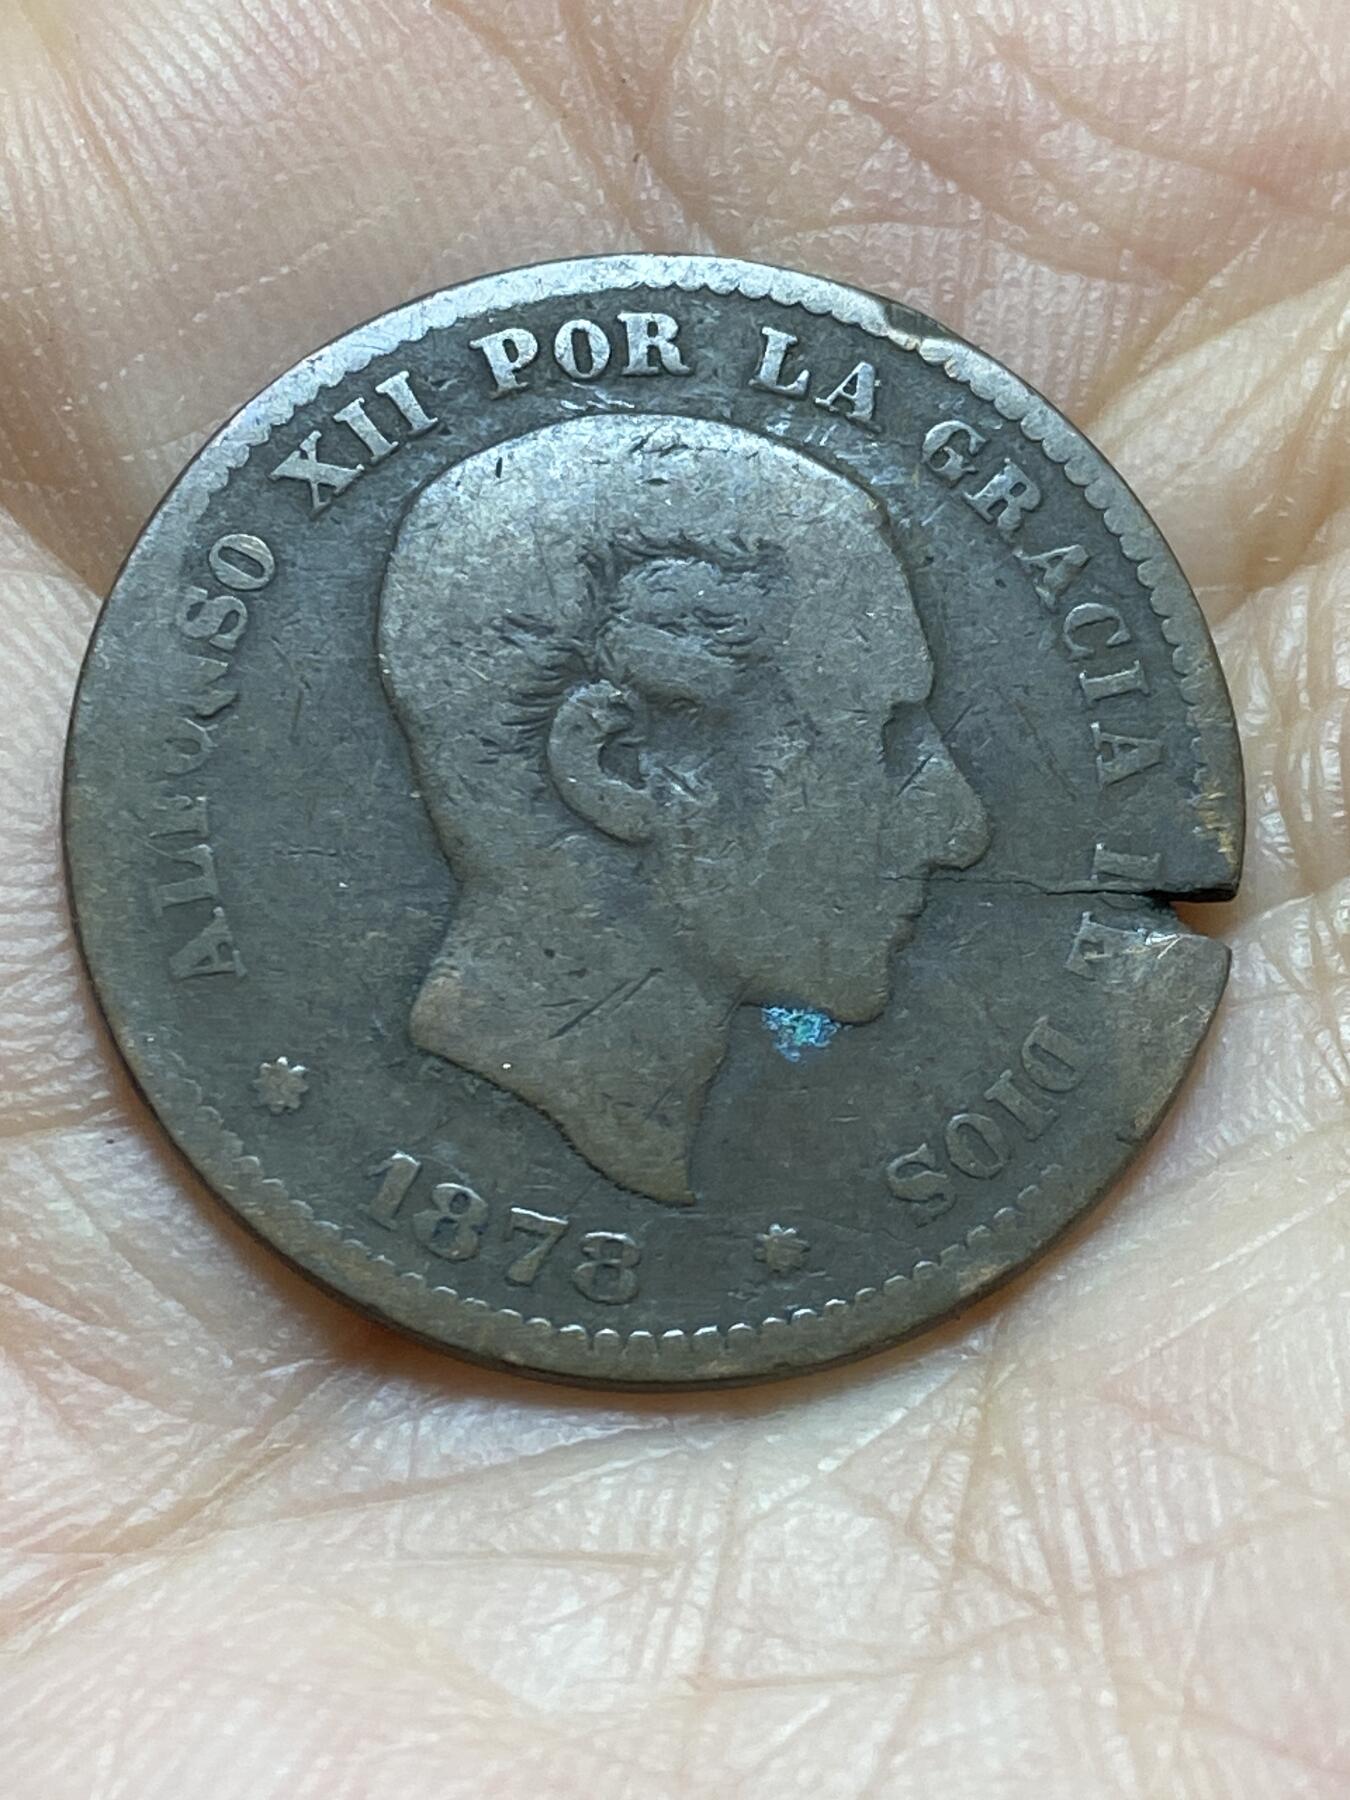 ALFONSO XII POR LA GRACIA DE DIOS
* 1878 *